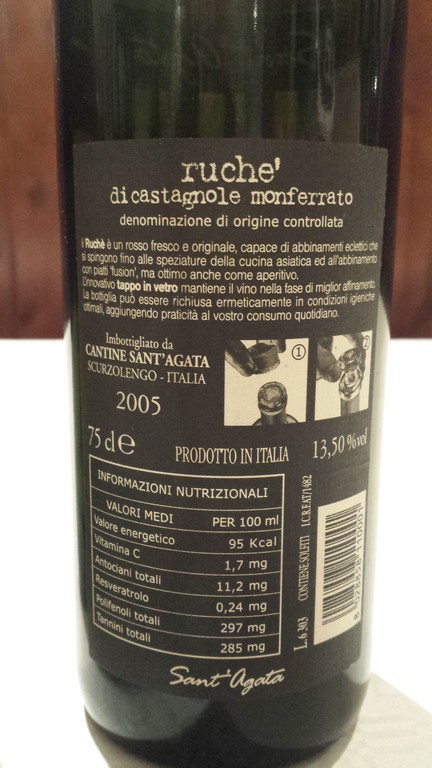 ruche'
di castagnole monferrato
denominazione di origine controllata
il Ruchè è un rosso fresco e originale, capace di abbinamenti eclettici che
si spingono fino alle speziature della cucina asiatica ed all'abbinamento
con piatti 'fusion', ma ottimo anche come aperitivo.
L'innovativo tappo in vetro mantiene il vino nella fase di miglior affinamento.
La bottiglia può essere richiusa ermeticamente in condizioni igieniche
ottimali, aggiungendo praticità al vostro consumo quotidiano.
Imbottigliato da
CANTINE SANT'AGATA
SCURZOLENGO - ITALIA
2005
1
2
75 cl e
PRODOTTO IN ITALIA
13,50 % vol
INFORMAZIONI NUTRIZIONALI
VALORI MEDI PER 100 ml
Valore energetico 95 Kcal
Vitamina C 1,7 mg
Antociani totali 11,2 mg
Resveratrolo 0,24 mg
Polifenoli totali 297 mg
Tannini totali 285 mg
L. 6 303
CONTIENE SOLFITI I.C.R.F. AT/1482
Sant'Agata